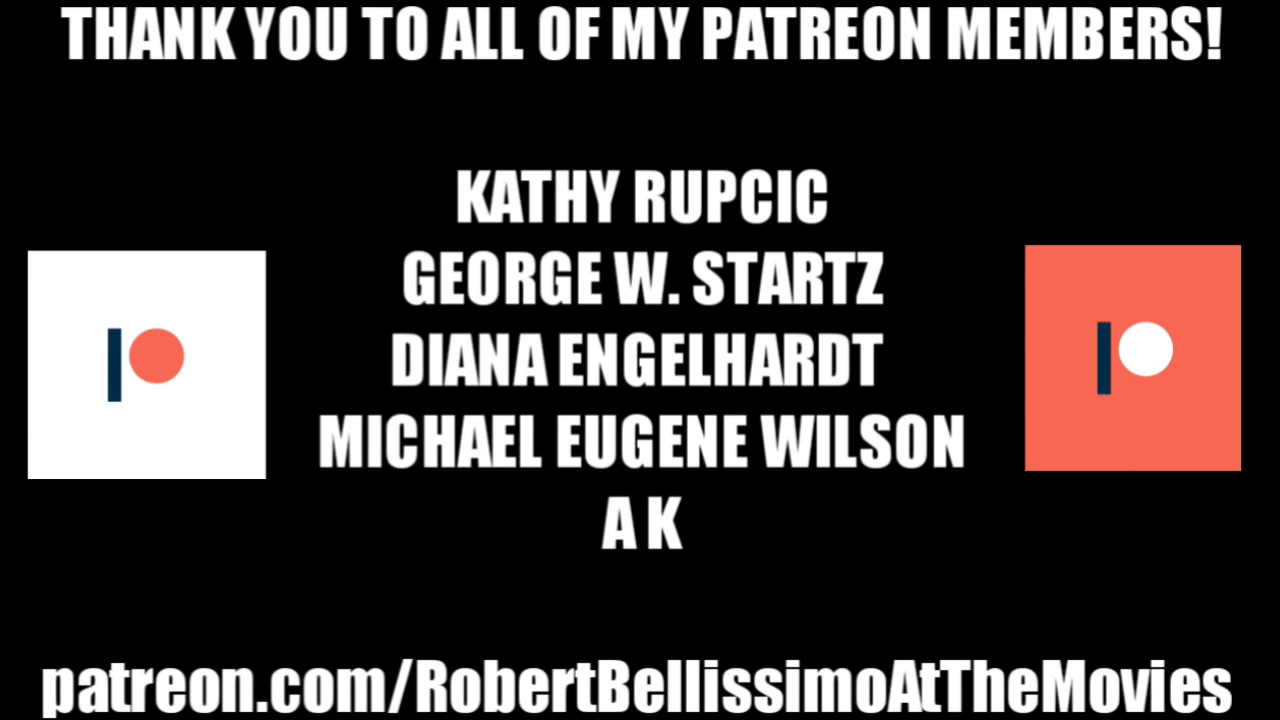 THANK YOU TO ALL OF MY PATREON MEMBERS!
KATHY RUPCIC
GEORGE W. STARTZ
DIANA ENGELHARDT
MICHAEL EUGENE WILSON
A K
patreon.com/RobertBellissimoAtTheMovies